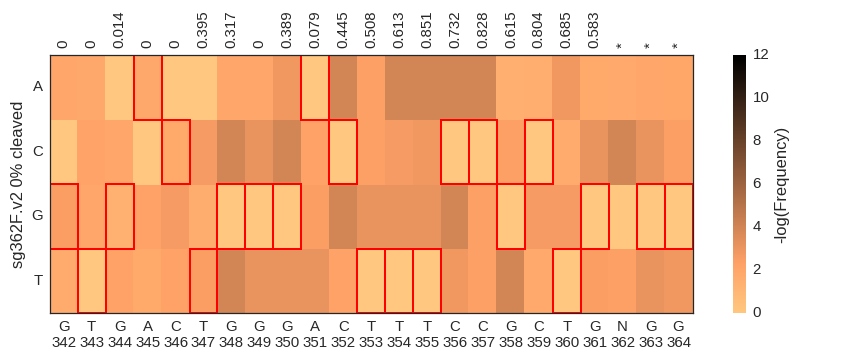 0 0 0.014 0 0 0.395 0.317 0 0.389 0.079 0.445 0.508 0.613 0.851 0.732 0.828 0.615 0.804 0.685 0.583 * * *
sg362F.v2 0% cleaved
A
C
G
T
G T G A C T G G G A C T T T C C G C T G N G G
342 343 344 345 346 347 348 349 350 351 352 353 354 355 356 357 358 359 360 361 362 363 364
12
10
8
6
4
2
0
-log(Frequency)